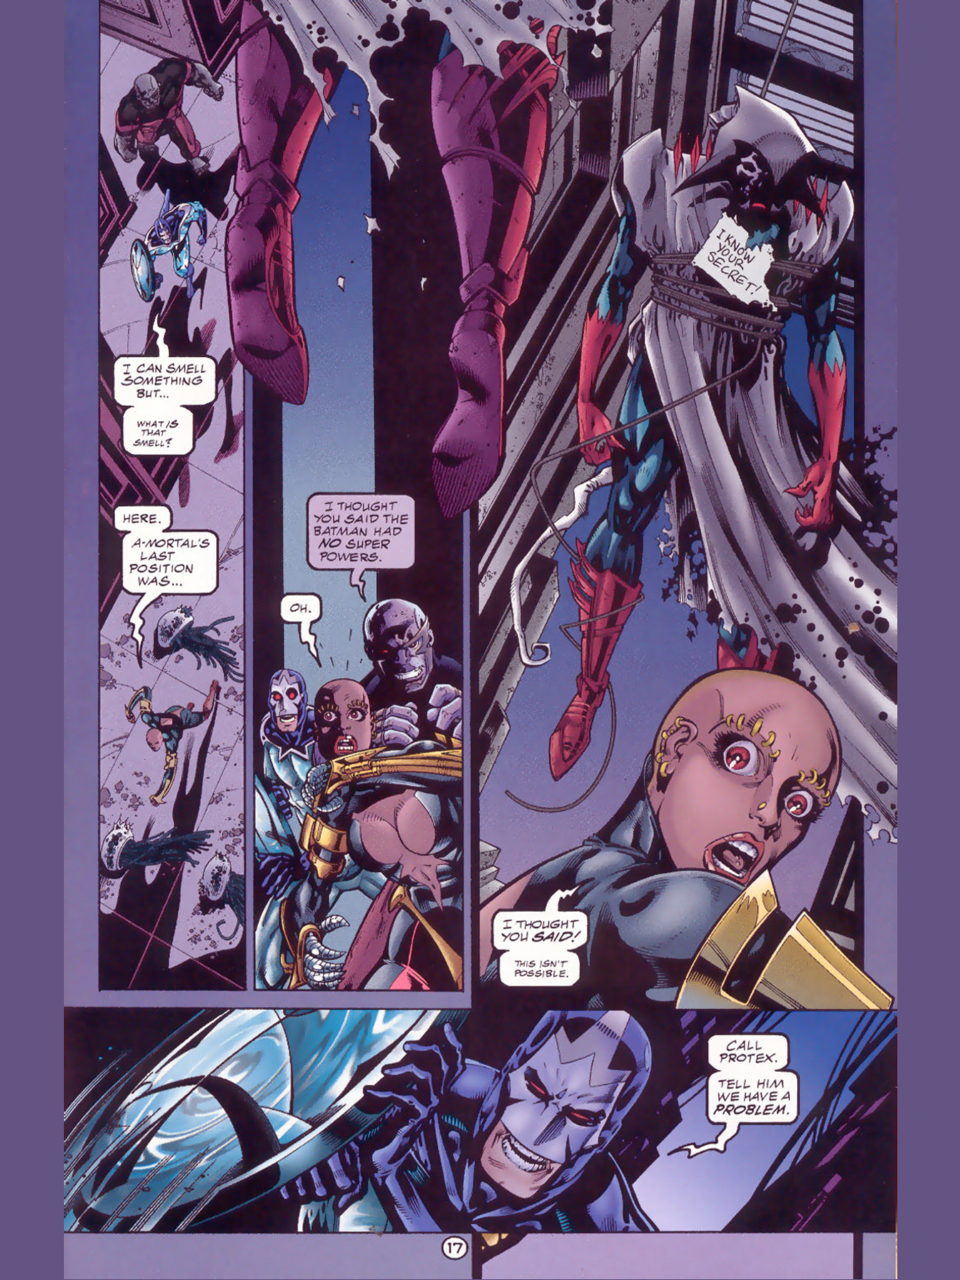 I CAN SMELL
SOMETHING
BUT...
WHAT IS
THAT
SMELL?
HERE.
A-MORTAL'S
LAST
POSITION
WAS...
I THOUGHT
YOU SAID THE
BATMAN HAD
NO SUPER
POWERS.
OH.
I KNOW
YOUR
SECRET!
I THOUGHT
YOU SAID!
THIS ISN'T
POSSIBLE.
CALL
PROTEX.
TELL HIM
WE HAVE A
PROBLEM.
17